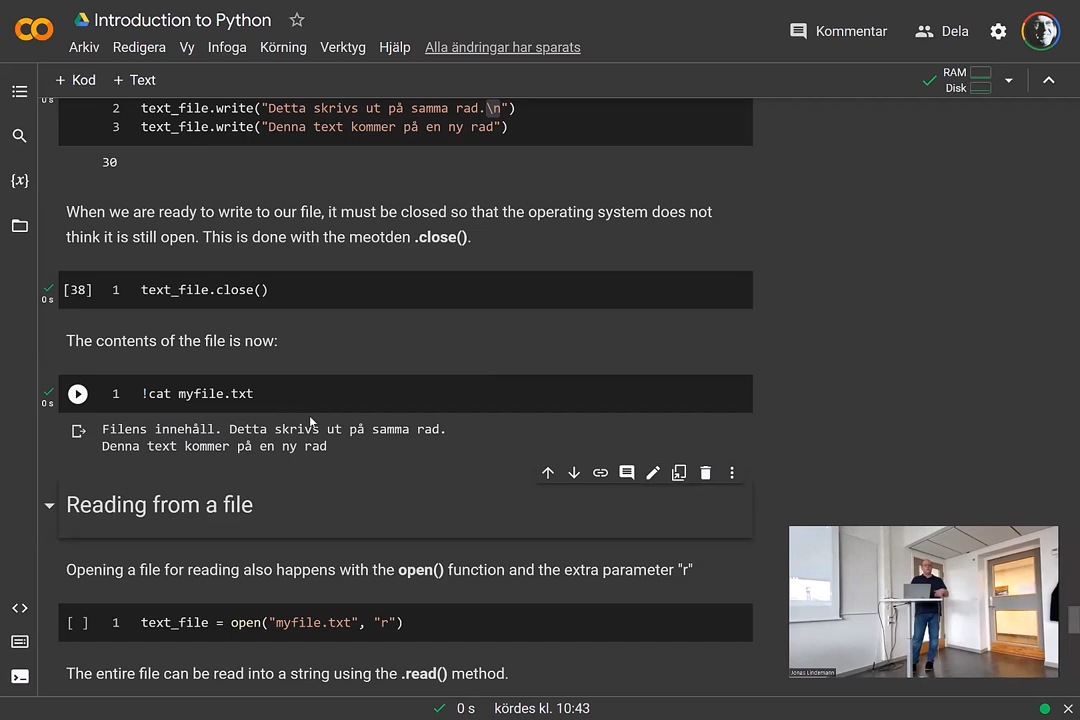 Introduction to Python
Arkiv Redigera Vy Infoga Körning Verktyg Hjälp Alla ändringar har sparats
Kommentar Dela
+ Kod + Text
RAM
Disk
0 s
2 text_file.write("Detta skrivs ut på samma rad.\n")
3 text_file.write("Denna text kommer på en ny rad")
30
When we are ready to write to our file, it must be closed so that the operating system does not
think it is still open. This is done with the meotden .close().
[38] 1 text_file.close()
0 s
The contents of the file is now:
1 !cat myfile.txt
0 s
Filens innehåll. Detta skrivs ut på samma rad.
Denna text kommer på en ny rad
Reading from a file
Opening a file for reading also happens with the open() function and the extra parameter "r"
[ ] 1 text_file = open("myfile.txt", "r")
The entire file can be read into a string using the .read() method.
Jonas Lindemann
0 s kördes kl. 10:43